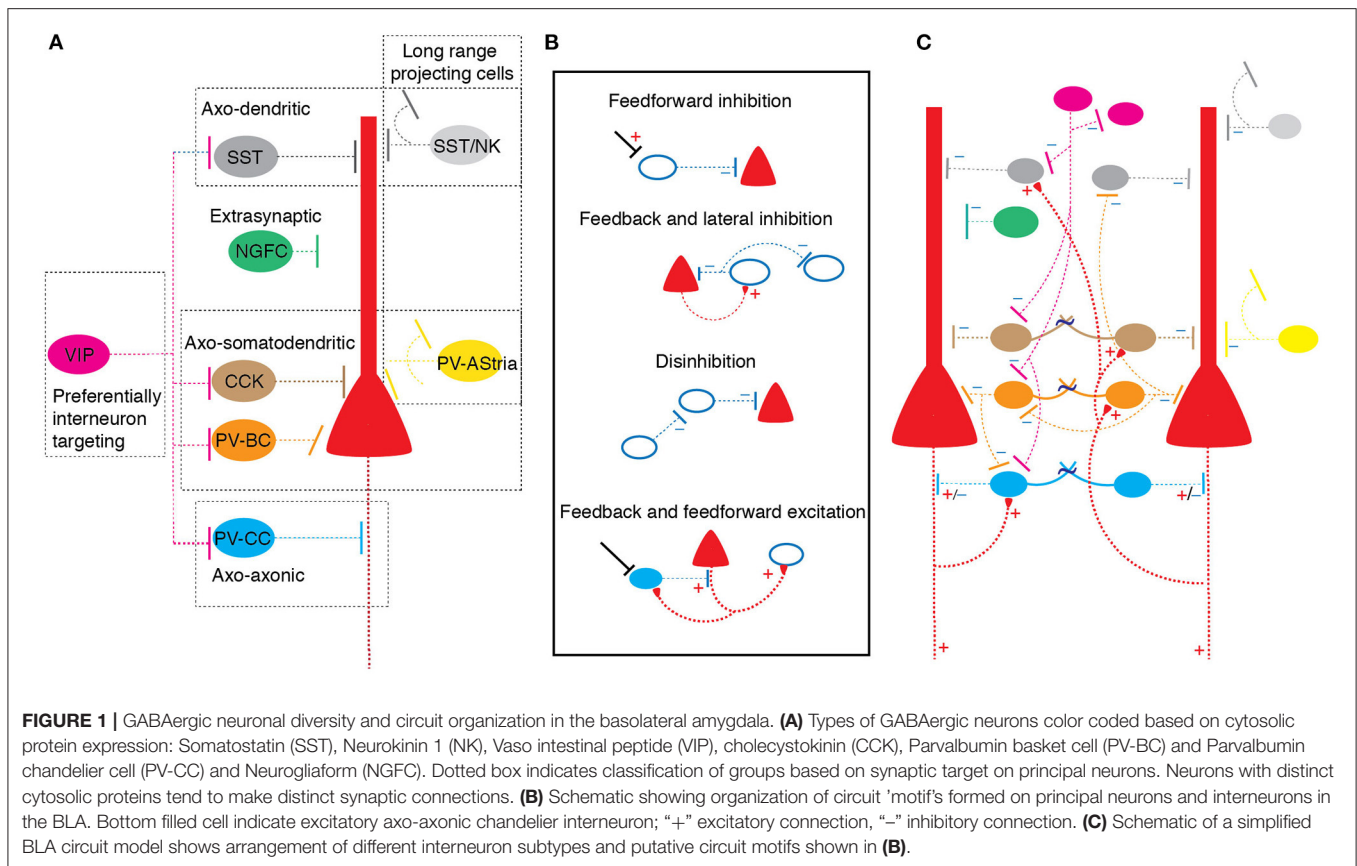 A
Long range
projecting cells
Axo-dendritic
SST
SST/NK
Extrasynaptic
NGFC
Axo-somatodendritic
VIP
CCK
PV-AStria
Preferentially
interneuron
targeting
PV-BC
PV-CC
Axo-axonic
B
Feedforward inhibition
+
–
Feedback and lateral inhibition
–
–
+
Disinhibition
–
–
Feedback and feedforward excitation
+
+
+
C
–
–
–
–
–
+
–
–
–
–
–
~
–
–
+
–
–
~
–
–
+
–
–
+/–
~
+/–
+
+
+
FIGURE 1 | GABAergic neuronal diversity and circuit organization in the basolateral amygdala. (A) Types of GABAergic neurons color coded based on cytosolic
protein expression: Somatostatin (SST), Neurokinin 1 (NK), Vaso intestinal peptide (VIP), cholecystokinin (CCK), Parvalbumin basket cell (PV-BC) and Parvalbumin
chandelier cell (PV-CC) and Neurogliaform (NGFC). Dotted box indicates classification of groups based on synaptic target on principal neurons. Neurons with distinct
cytosolic proteins tend to make distinct synaptic connections. (B) Schematic showing organization of circuit 'motif's formed on principal neurons and interneurons in
the BLA. Bottom filled cell indicate excitatory axo-axonic chandelier interneuron; "+" excitatory connection, "–" inhibitory connection. (C) Schematic of a simplified
BLA circuit model shows arrangement of different interneuron subtypes and putative circuit motifs shown in (B).